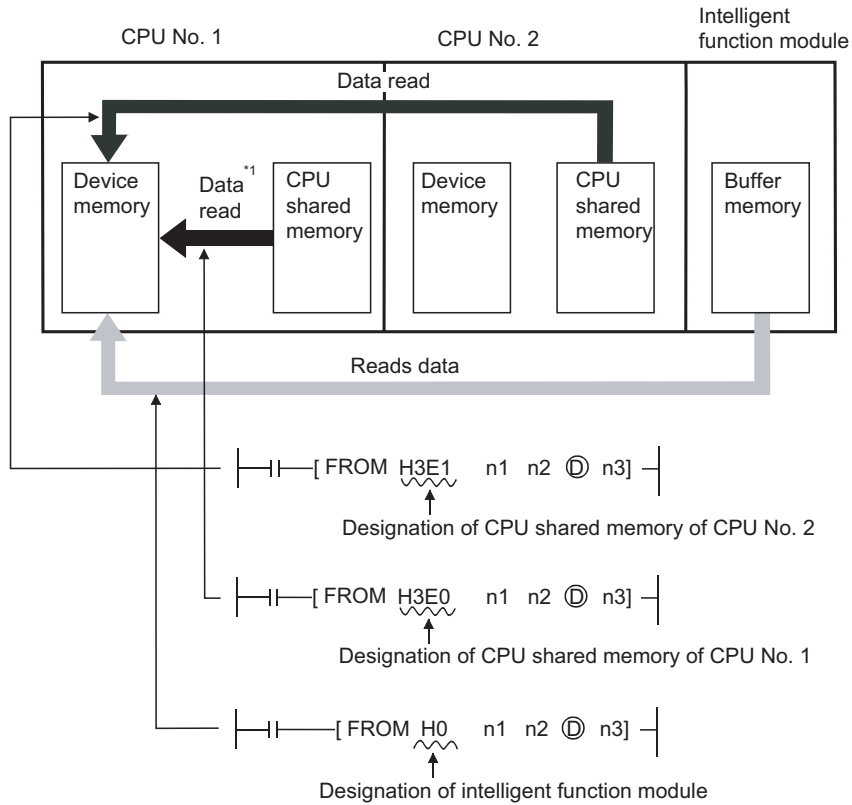 CPU No. 1
CPU No. 2
Intelligent
function module
Data read
Device
memory
Data*1
read
CPU
shared
memory
Device
memory
CPU
shared
memory
Buffer
memory
Reads data
[ FROM H3E1 n1 n2 Ⓓ n3]
Designation of CPU shared memory of CPU No. 2
[ FROM H3E0 n1 n2 Ⓓ n3]
Designation of CPU shared memory of CPU No. 1
[ FROM H0 n1 n2 Ⓓ n3]
Designation of intelligent function module